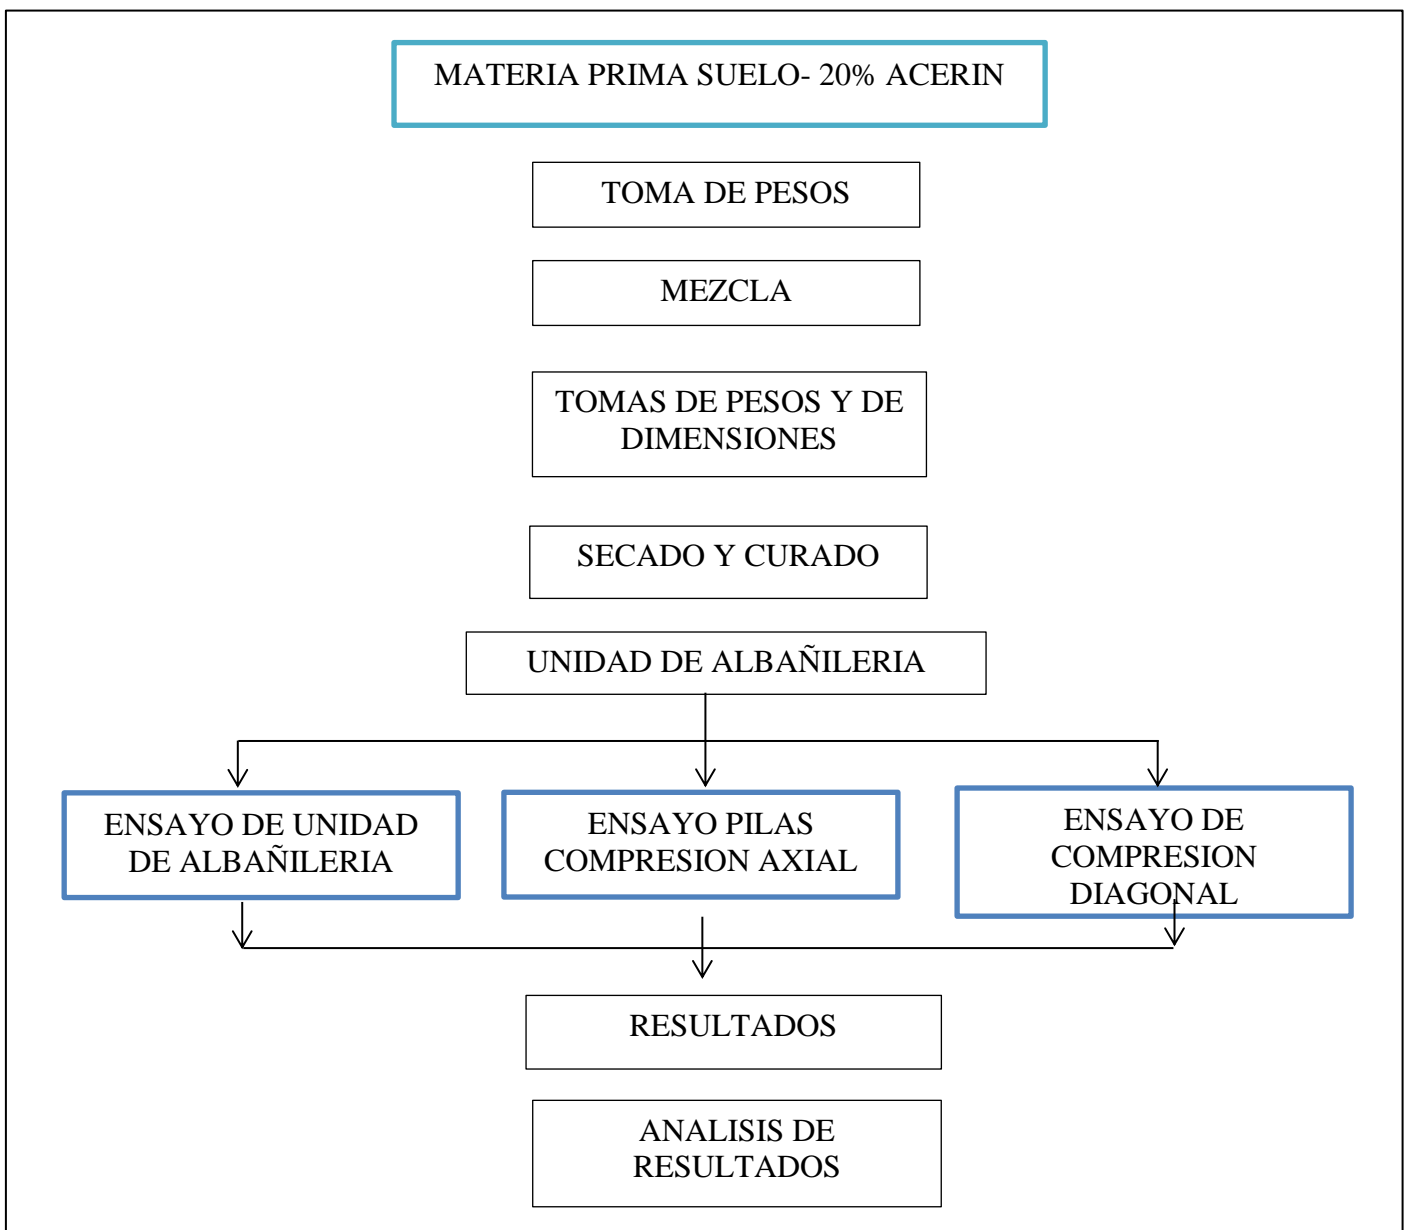 MATERIA PRIMA SUELO- 20% ACERIN
TOMA DE PESOS
MEZCLA
TOMAS DE PESOS Y DE
DIMENSIONES
SECADO Y CURADO
UNIDAD DE ALBAÑILERIA
ENSAYO DE UNIDAD
DE ALBAÑILERIA
ENSAYO PILAS
COMPRESION AXIAL
ENSAYO DE
COMPRESION
DIAGONAL
RESULTADOS
ANALISIS DE
RESULTADOS